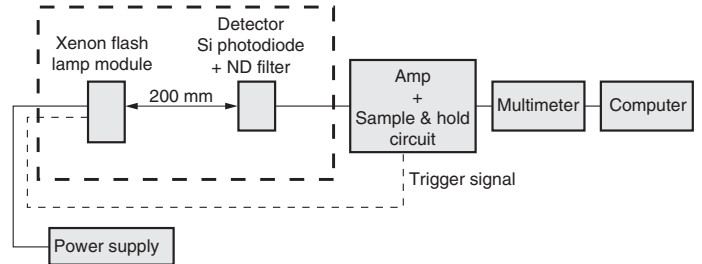 Xenon flash
lamp module
200 mm
Detector
Si photodiode
+ ND filter
Amp
+
Sample & hold
circuit
Multimeter
Computer
Trigger signal
Power supply